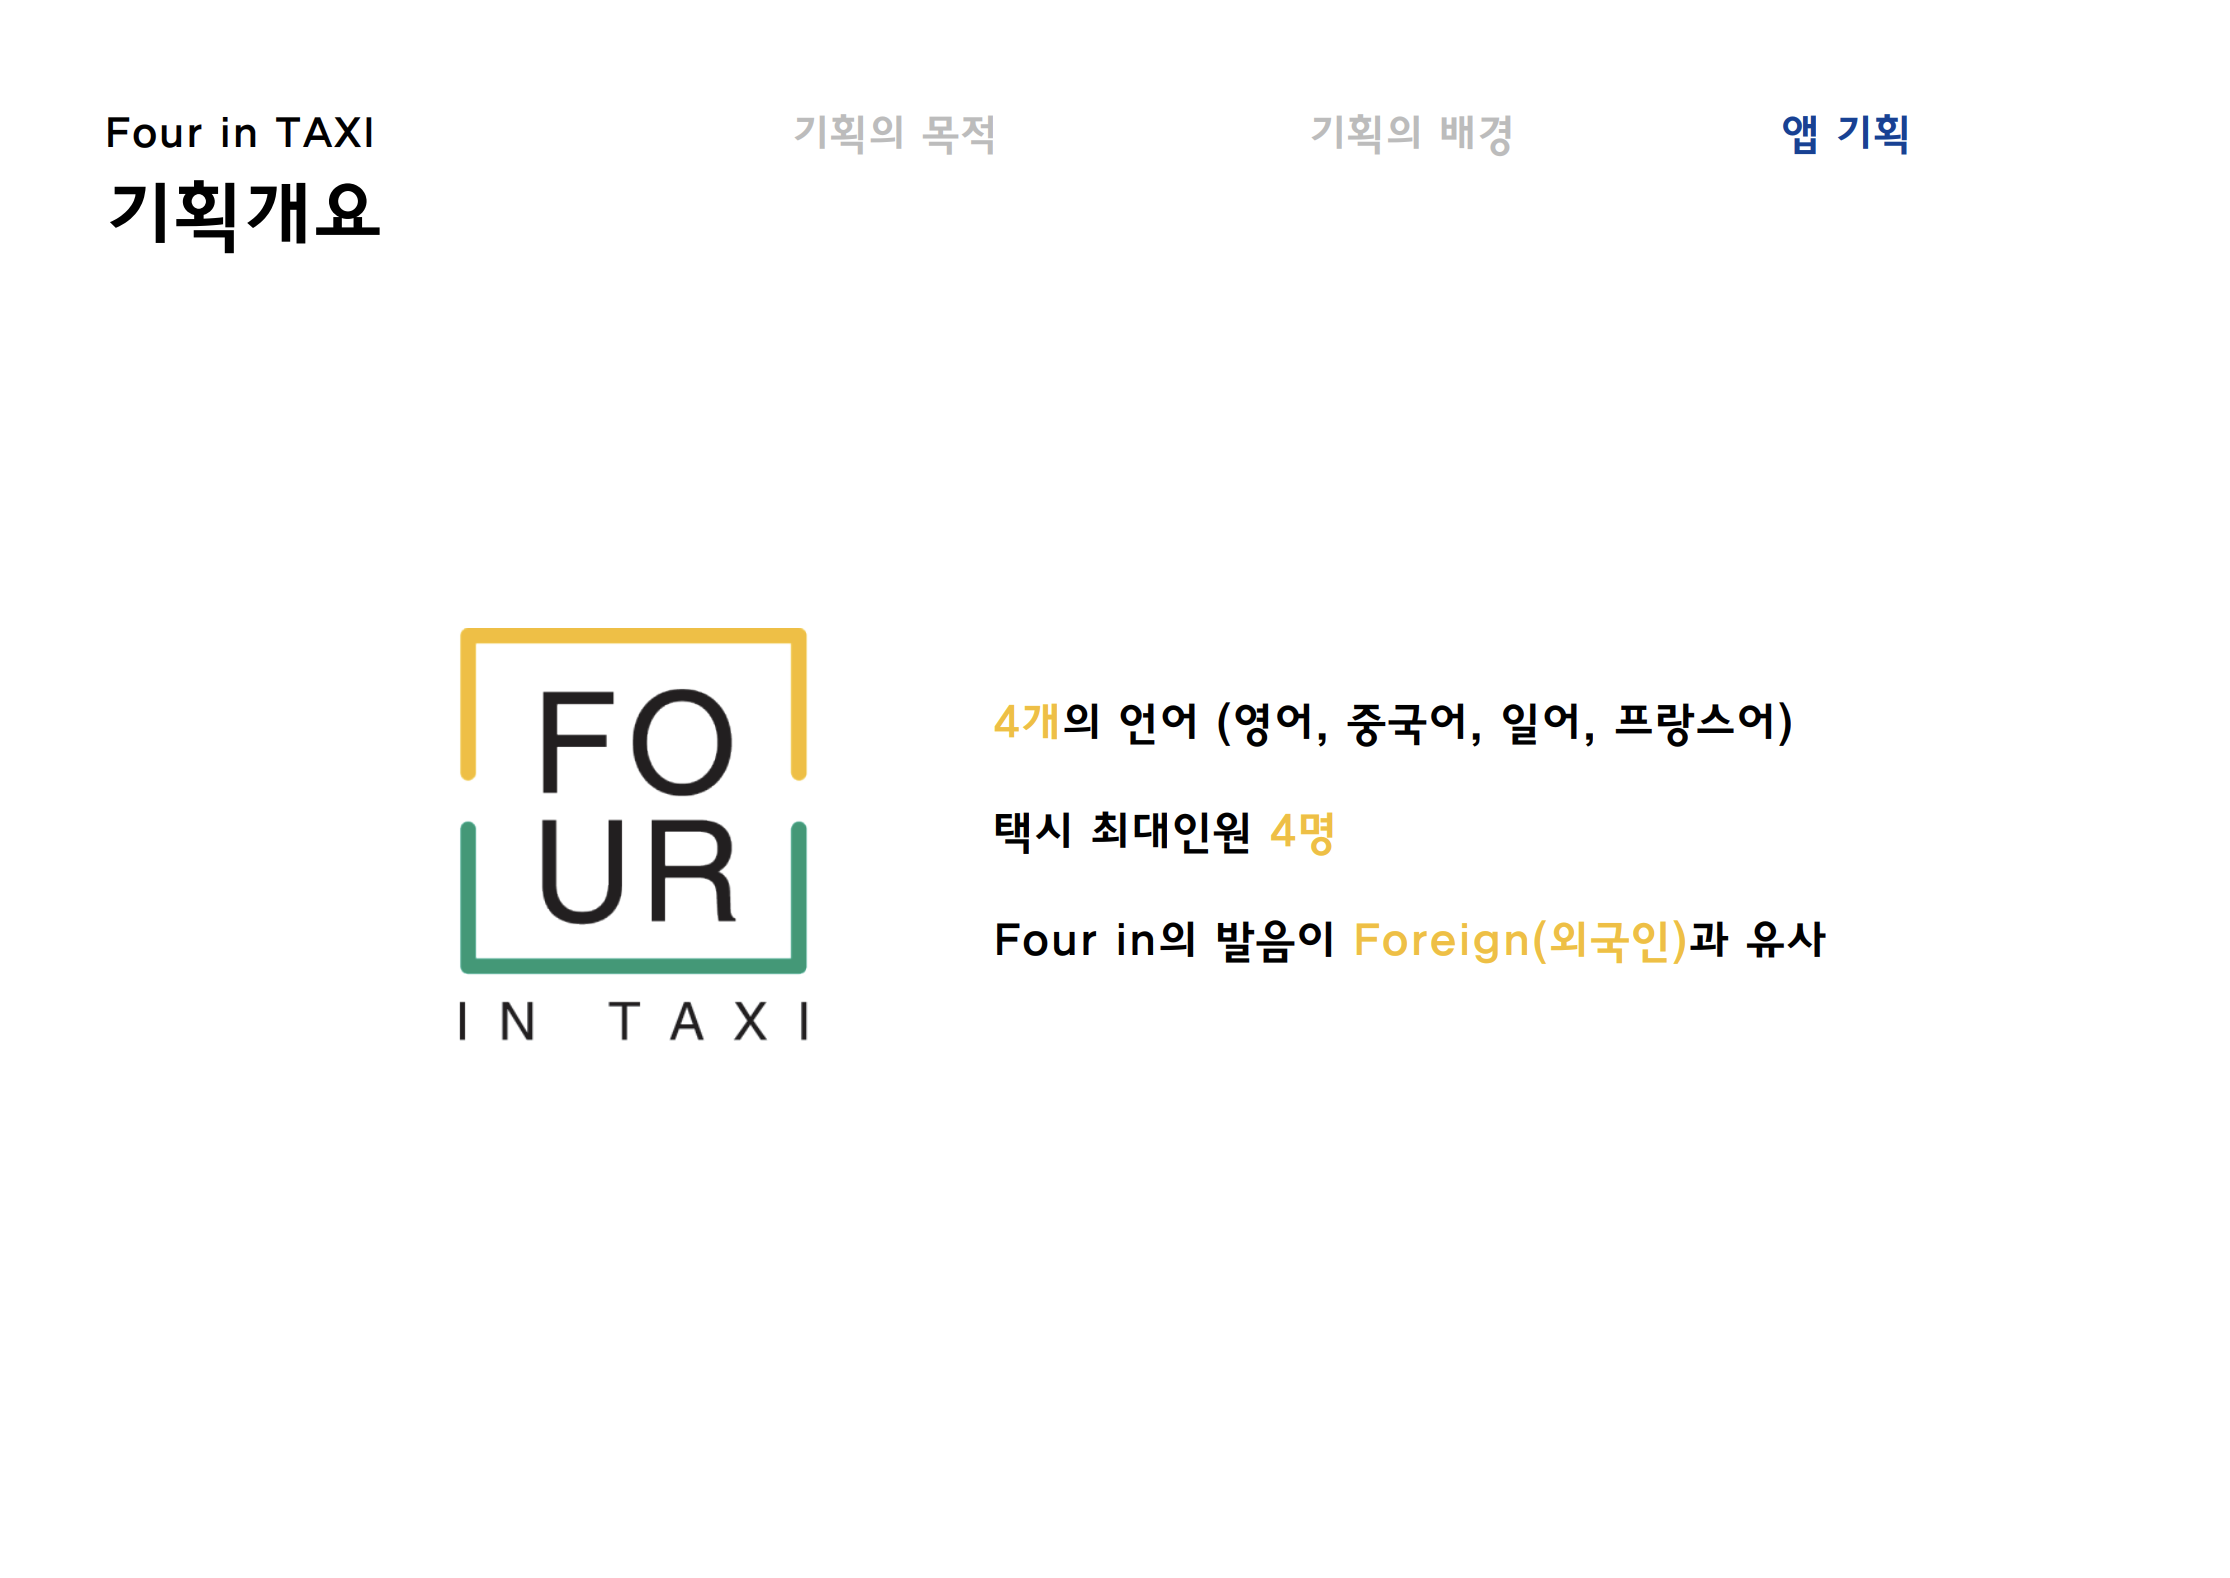 Four in TAXI
기획개요
기획의 목적
기획의 배경
앱 기획
FO
UR
IN TAXI
4개의 언어 (영어, 중국어, 일어, 프랑스어)
택시 최대인원 4명
Four in의 발음이 Foreign(외국인)과 유사